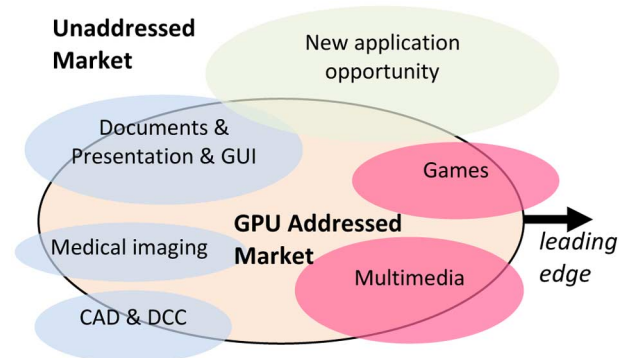 Unaddressed
Market
New application
opportunity
Documents &
Presentation & GUI
Games
GPU Addressed
Market
leading
edge
Medical imaging
Multimedia
CAD & DCC